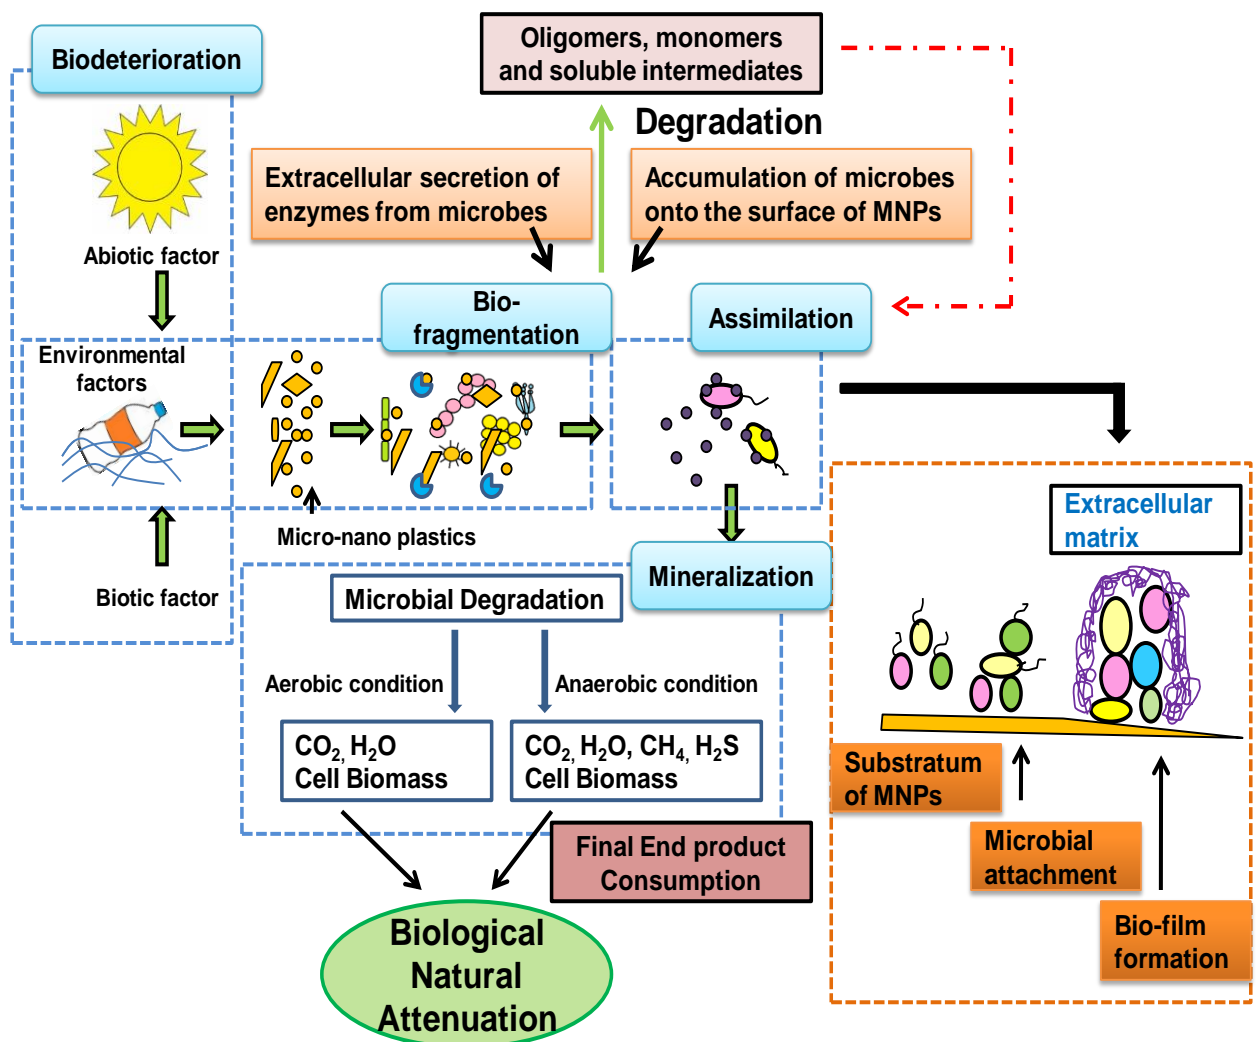 Biodeterioration
Oligomers, monomers
and soluble intermediates
Degradation
Extracellular secretion of
enzymes from microbes
Accumulation of microbes
onto the surface of MNPs
Abiotic factor
Bio-
fragmentation
Assimilation
Environmental
factors
Micro-nano plastics
Biotic factor
Mineralization
Microbial Degradation
Aerobic condition
Anaerobic condition
CO₂, H₂O
Cell Biomass
CO₂, H₂O, CH₄, H₂S
Cell Biomass
Final End product
Consumption
Biological
Natural
Attenuation
Extracellular
matrix
Substratum
of MNPs
Microbial
attachment
Bio-film
formation